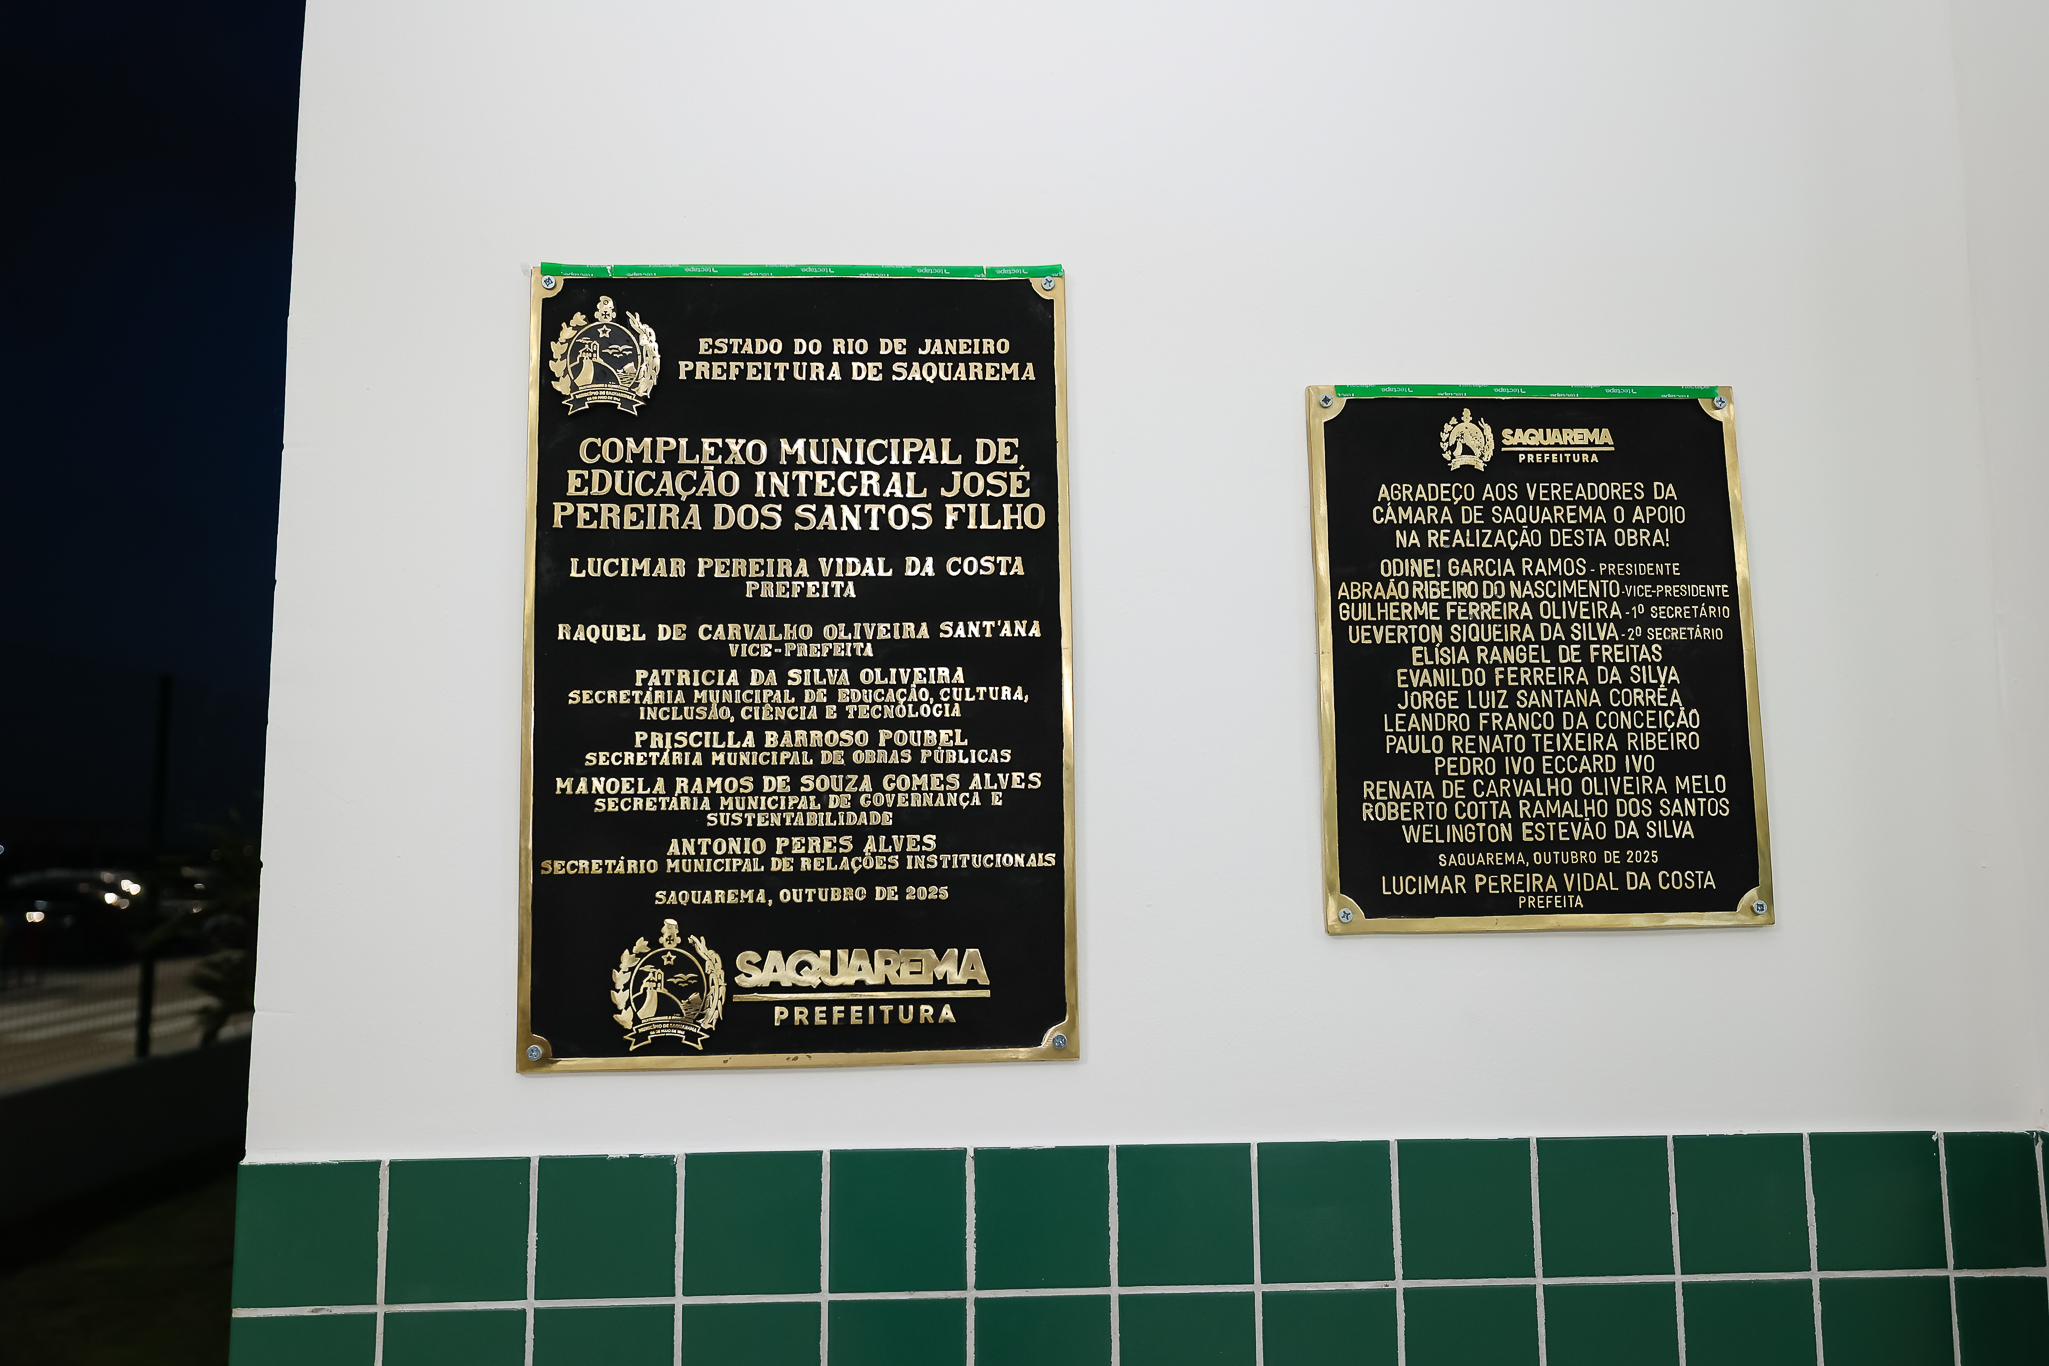 ESTADO DO RIO DE JANEIRO
PREFEITURA DE SAQUAREMA
COMPLEXO MUNICIPAL DE
EDUCAÇÃO INTEGRAL JOSÉ
PEREIRA DOS SANTOS FILHO
LUCIMAR PEREIRA VIDAL DA COSTA
PREFEITA
RAQUEL DE CARVALHO OLIVEIRA SANT'ANA
VICE-PREFEITA
PATRICIA DA SILVA OLIVEIRA
SECRETÁRIA MUNICIPAL DE EDUCAÇÃO, CULTURA,
INCLUSÃO, CIÊNCIA E TECNOLOGIA
PRISCILLA BARROSO POUBEL
SECRETÁRIA MUNICIPAL DE OBRAS PÚBLICAS
MANOELA RAMOS DE SOUZA GOMES ALVES
SECRETÁRIA MUNICIPAL DE GOVERNANÇA E
SUSTENTABILIDADE
ANTONIO PERES ALVES
SECRETÁRIO MUNICIPAL DE RELAÇÕES INSTITUCIONAIS
SAQUAREMA, OUTUBRO DE 2025
MUNICÍPIO DE SAQUAREMA
SAQUAREMA
PREFEITURA
SAQUAREMA
PREFEITURA
AGRADEÇO AOS VEREADORES DA
CÂMARA DE SAQUAREMA O APOIO
NA REALIZAÇÃO DESTA OBRA!
ODINEI GARCIA RAMOS - PRESIDENTE
ABRAÃO RIBEIRO DO NASCIMENTO - VICE-PRESIDENTE
GUILHERME FERREIRA OLIVEIRA - 1º SECRETÁRIO
UEVERTON SIQUEIRA DA SILVA - 2º SECRETÁRIO
ELÍSIA RANGEL DE FREITAS
EVANILDO FERREIRA DA SILVA
JORGE LUIZ SANTANA CORRÊA
LEANDRO FRANCO DA CONCEIÇÃO
PAULO RENATO TEIXEIRA RIBEIRO
PEDRO IVO ECCARD IVO
RENATA DE CARVALHO OLIVEIRA MELO
ROBERTO COTTA RAMALHO DOS SANTOS
WELINGTON ESTEVÃO DA SILVA
SAQUAREMA, OUTUBRO DE 2025
LUCIMAR PEREIRA VIDAL DA COSTA
PREFEITA